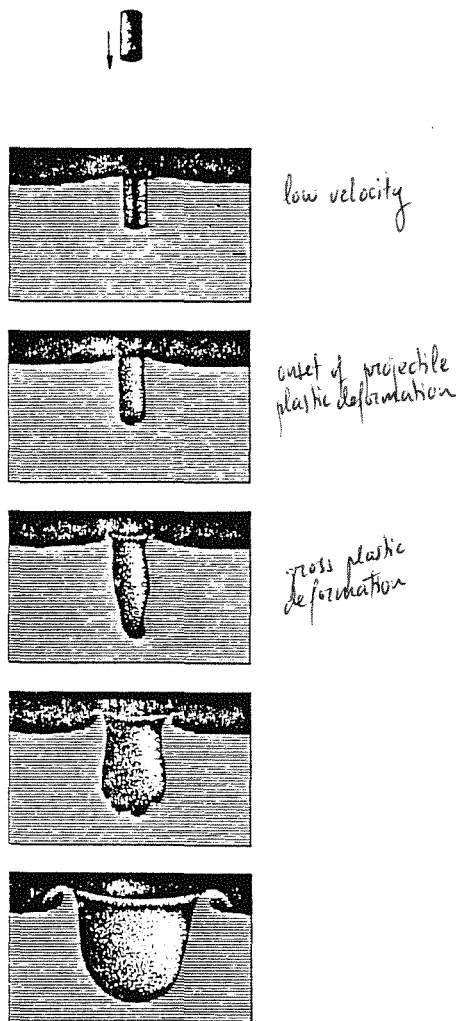 low velocity
onset of projectile
plastic deformation
gross plastic
deformation